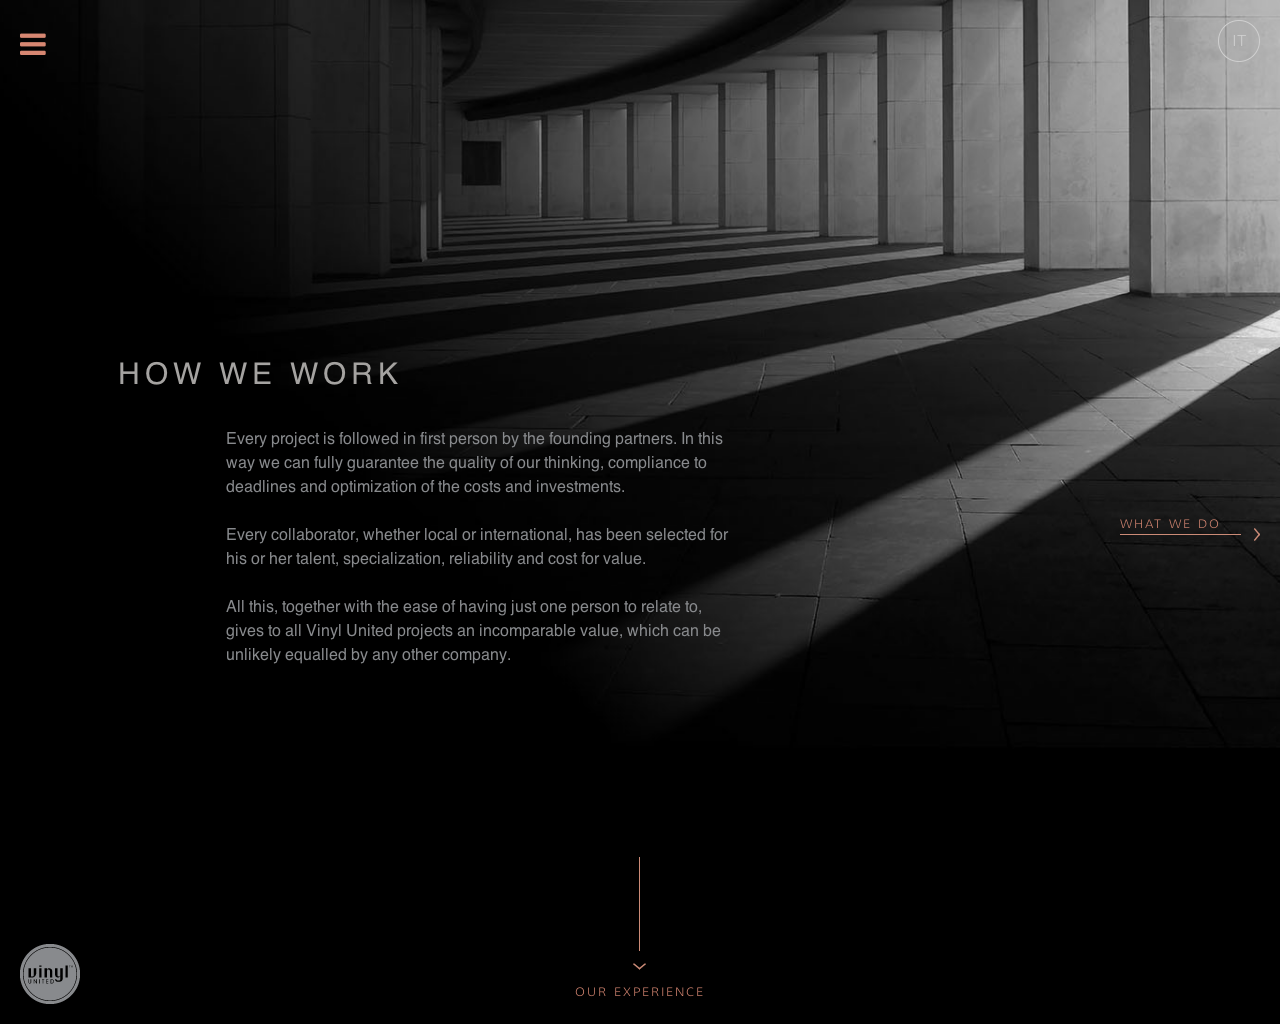 IT
HOW WE WORK
Every project is followed in first person by the founding partners. In this
way we can fully guarantee the quality of our thinking, compliance to
deadlines and optimization of the costs and investments.
Every collaborator, whether local or international, has been selected for
his or her talent, specialization, reliability and cost for value.
All this, together with the ease of having just one person to relate to,
gives to all Vinyl United projects an incomparable value, which can be
unlikely equalled by any other company.
WHAT WE DO
vinyl
UNITED
OUR EXPERIENCE